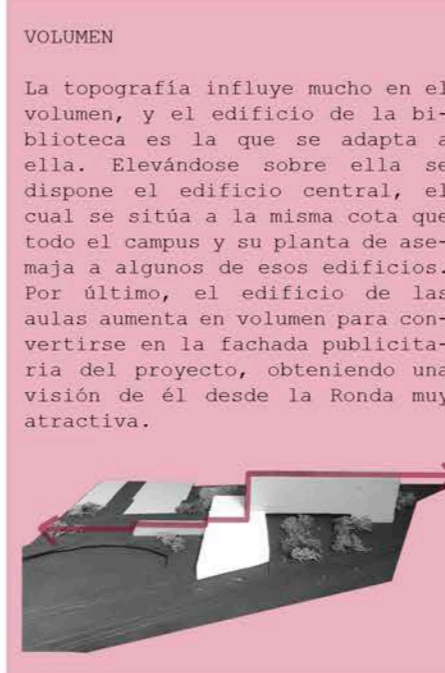 VOLUMEN
La topografía influye mucho en el
volumen, y el edificio de la bi-
blioteca es la que se adapta a
ella. Elevándose sobre ella se
dispone el edificio central, el
cual se sitúa a la misma cota que
todo el campus y su planta de ase-
maja a algunos de esos edificios.
Por último, el edificio de las
aulas aumenta en volumen para con-
vertirse en la fachada publicita-
ria del proyecto, obteniendo una
visión de él desde la Ronda muy
atractiva.